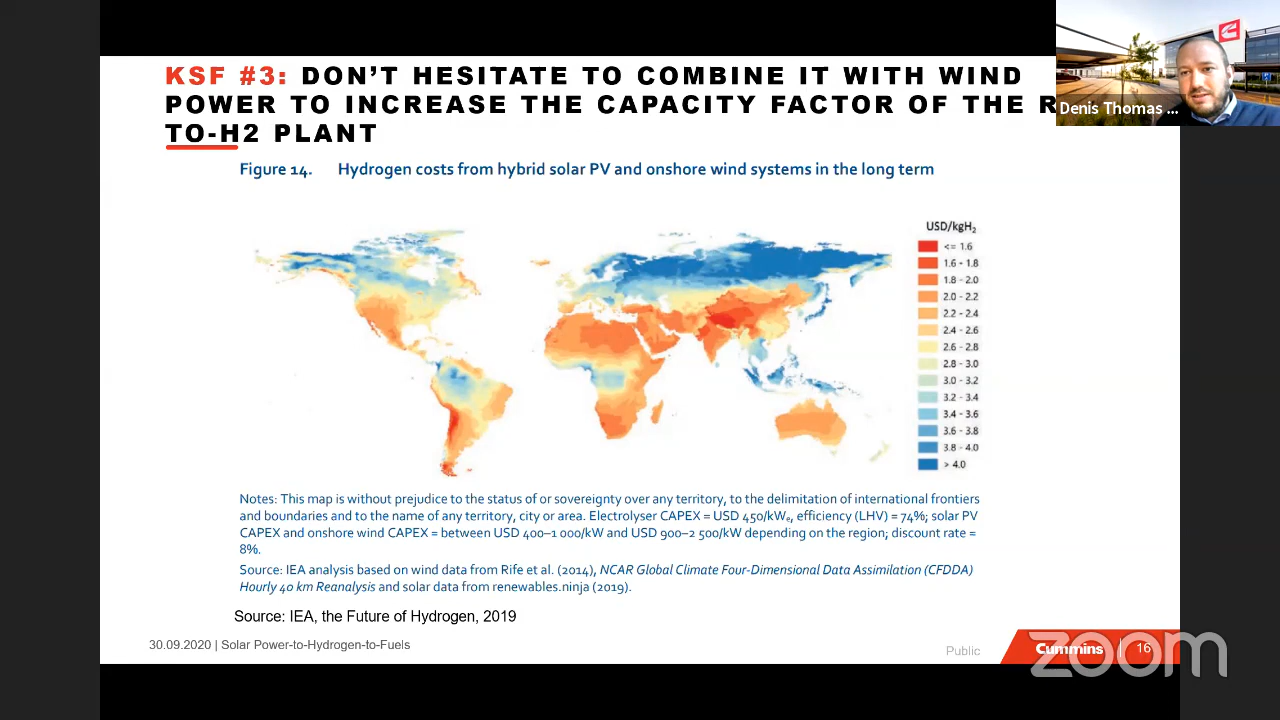 KSF #3: DON'T HESITATE TO COMBINE IT WITH WIND
POWER TO INCREASE THE CAPACITY FACTOR OF THE
TO-H2 PLANT
Denis Thomas ...
Figure 14. Hydrogen costs from hybrid solar PV and onshore wind systems in the long term
USD/kgH₂
<= 1.6
1.6 - 1.8
1.8 - 2.0
2.0 - 2.2
2.2 - 2.4
2.4 - 2.6
2.6 - 2.8
2.8 - 3.0
3.0 - 3.2
3.2 - 3.4
3.4 - 3.6
3.6 - 3.8
3.8 - 4.0
> 4.0
Notes: This map is without prejudice to the status of or sovereignty over any territory, to the delimitation of international frontiers
and boundaries and to the name of any territory, city or area. Electrolyser CAPEX = USD 450/kWₑ, efficiency (LHV) = 74%; solar PV
CAPEX and onshore wind CAPEX = between USD 400–1 000/kW and USD 900–2 500/kW depending on the region; discount rate =
8%.
Source: IEA analysis based on wind data from Rife et al. (2014), NCAR Global Climate Four-Dimensional Data Assimilation (CFDDA)
Hourly 40 km Reanalysis and solar data from renewables.ninja (2019).
Source: IEA, the Future of Hydrogen, 2019
30.09.2020 | Solar Power-to-Hydrogen-to-Fuels
Public
Cummins
16
zoom